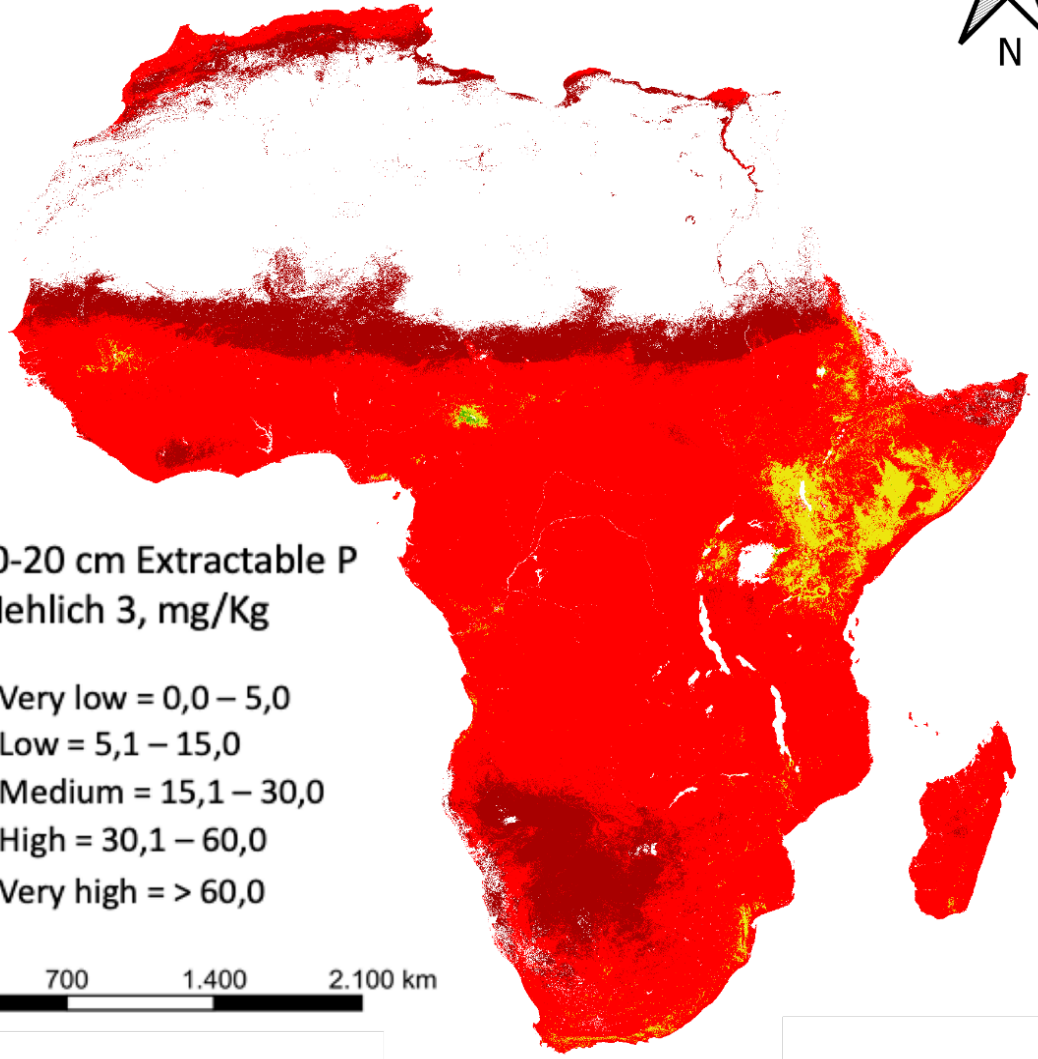 N
0-20 cm Extractable P
Mehlich 3, mg/Kg
Very low = 0,0 – 5,0
Low = 5,1 – 15,0
Medium = 15,1 – 30,0
High = 30,1 – 60,0
Very high = > 60,0
700 1.400 2.100 km